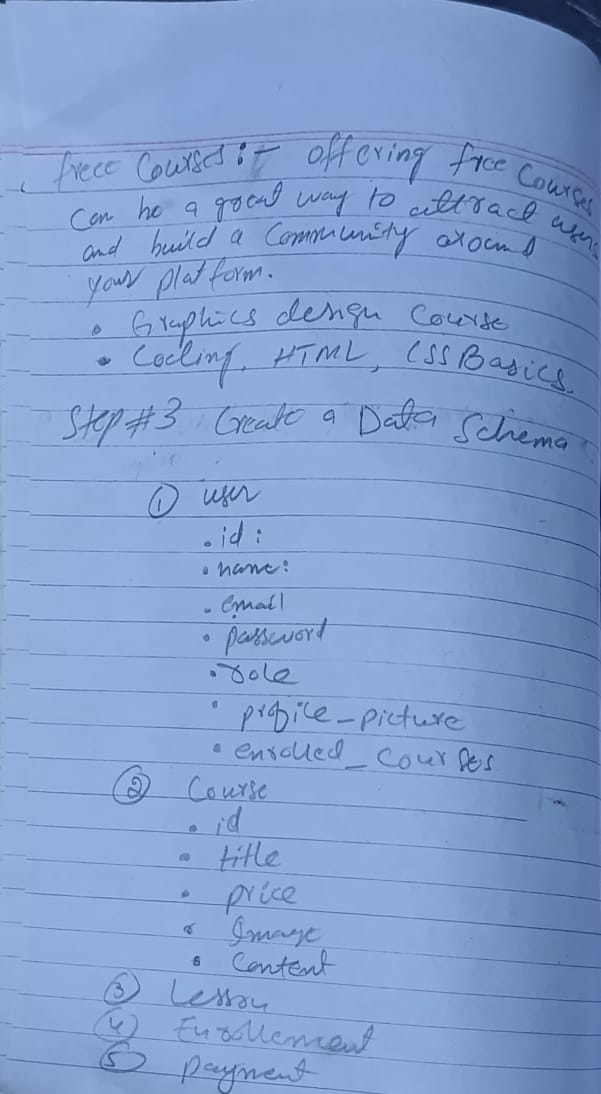 free Courses :- offering free Courses
can be a good way to attract users
and build a Community around
your platform.
• Graphics design Course
• Coding, HTML, CSS Basics.
Step #3 Create a Data Schema
① user
• id :
• name:
• email
• password
• role
• profile_picture
• enrolled_courses
② Course
• id
• title
• price
• Image
• Content
③ Lesson
④ Enrollement
⑤ payment